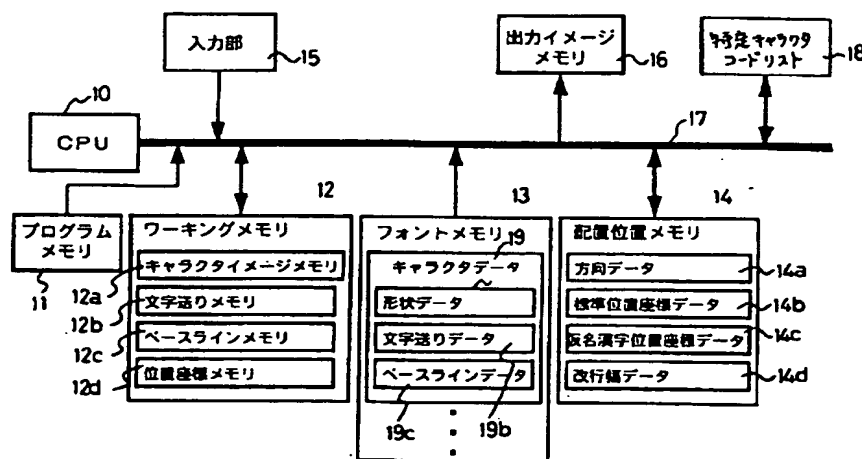 入力部
15
出力イメージ
メモリ
16
特定キャラクタ
コードリスト
18
10
CPU
17
プログラム
メモリ
11
12
ワーキングメモリ
キャラクタイメージメモリ
12a
文字送りメモリ
12b
ベースラインメモリ
12c
位置座標メモリ
12d
13
フォントメモリ
19
キャラクタデータ
形状データ
文字送りデータ
ベースラインデータ
19c
19b
14
配置位置メモリ
方向データ
14a
標準位置座標データ
14b
仮名漢字位置座標データ
14c
改行幅データ
14d